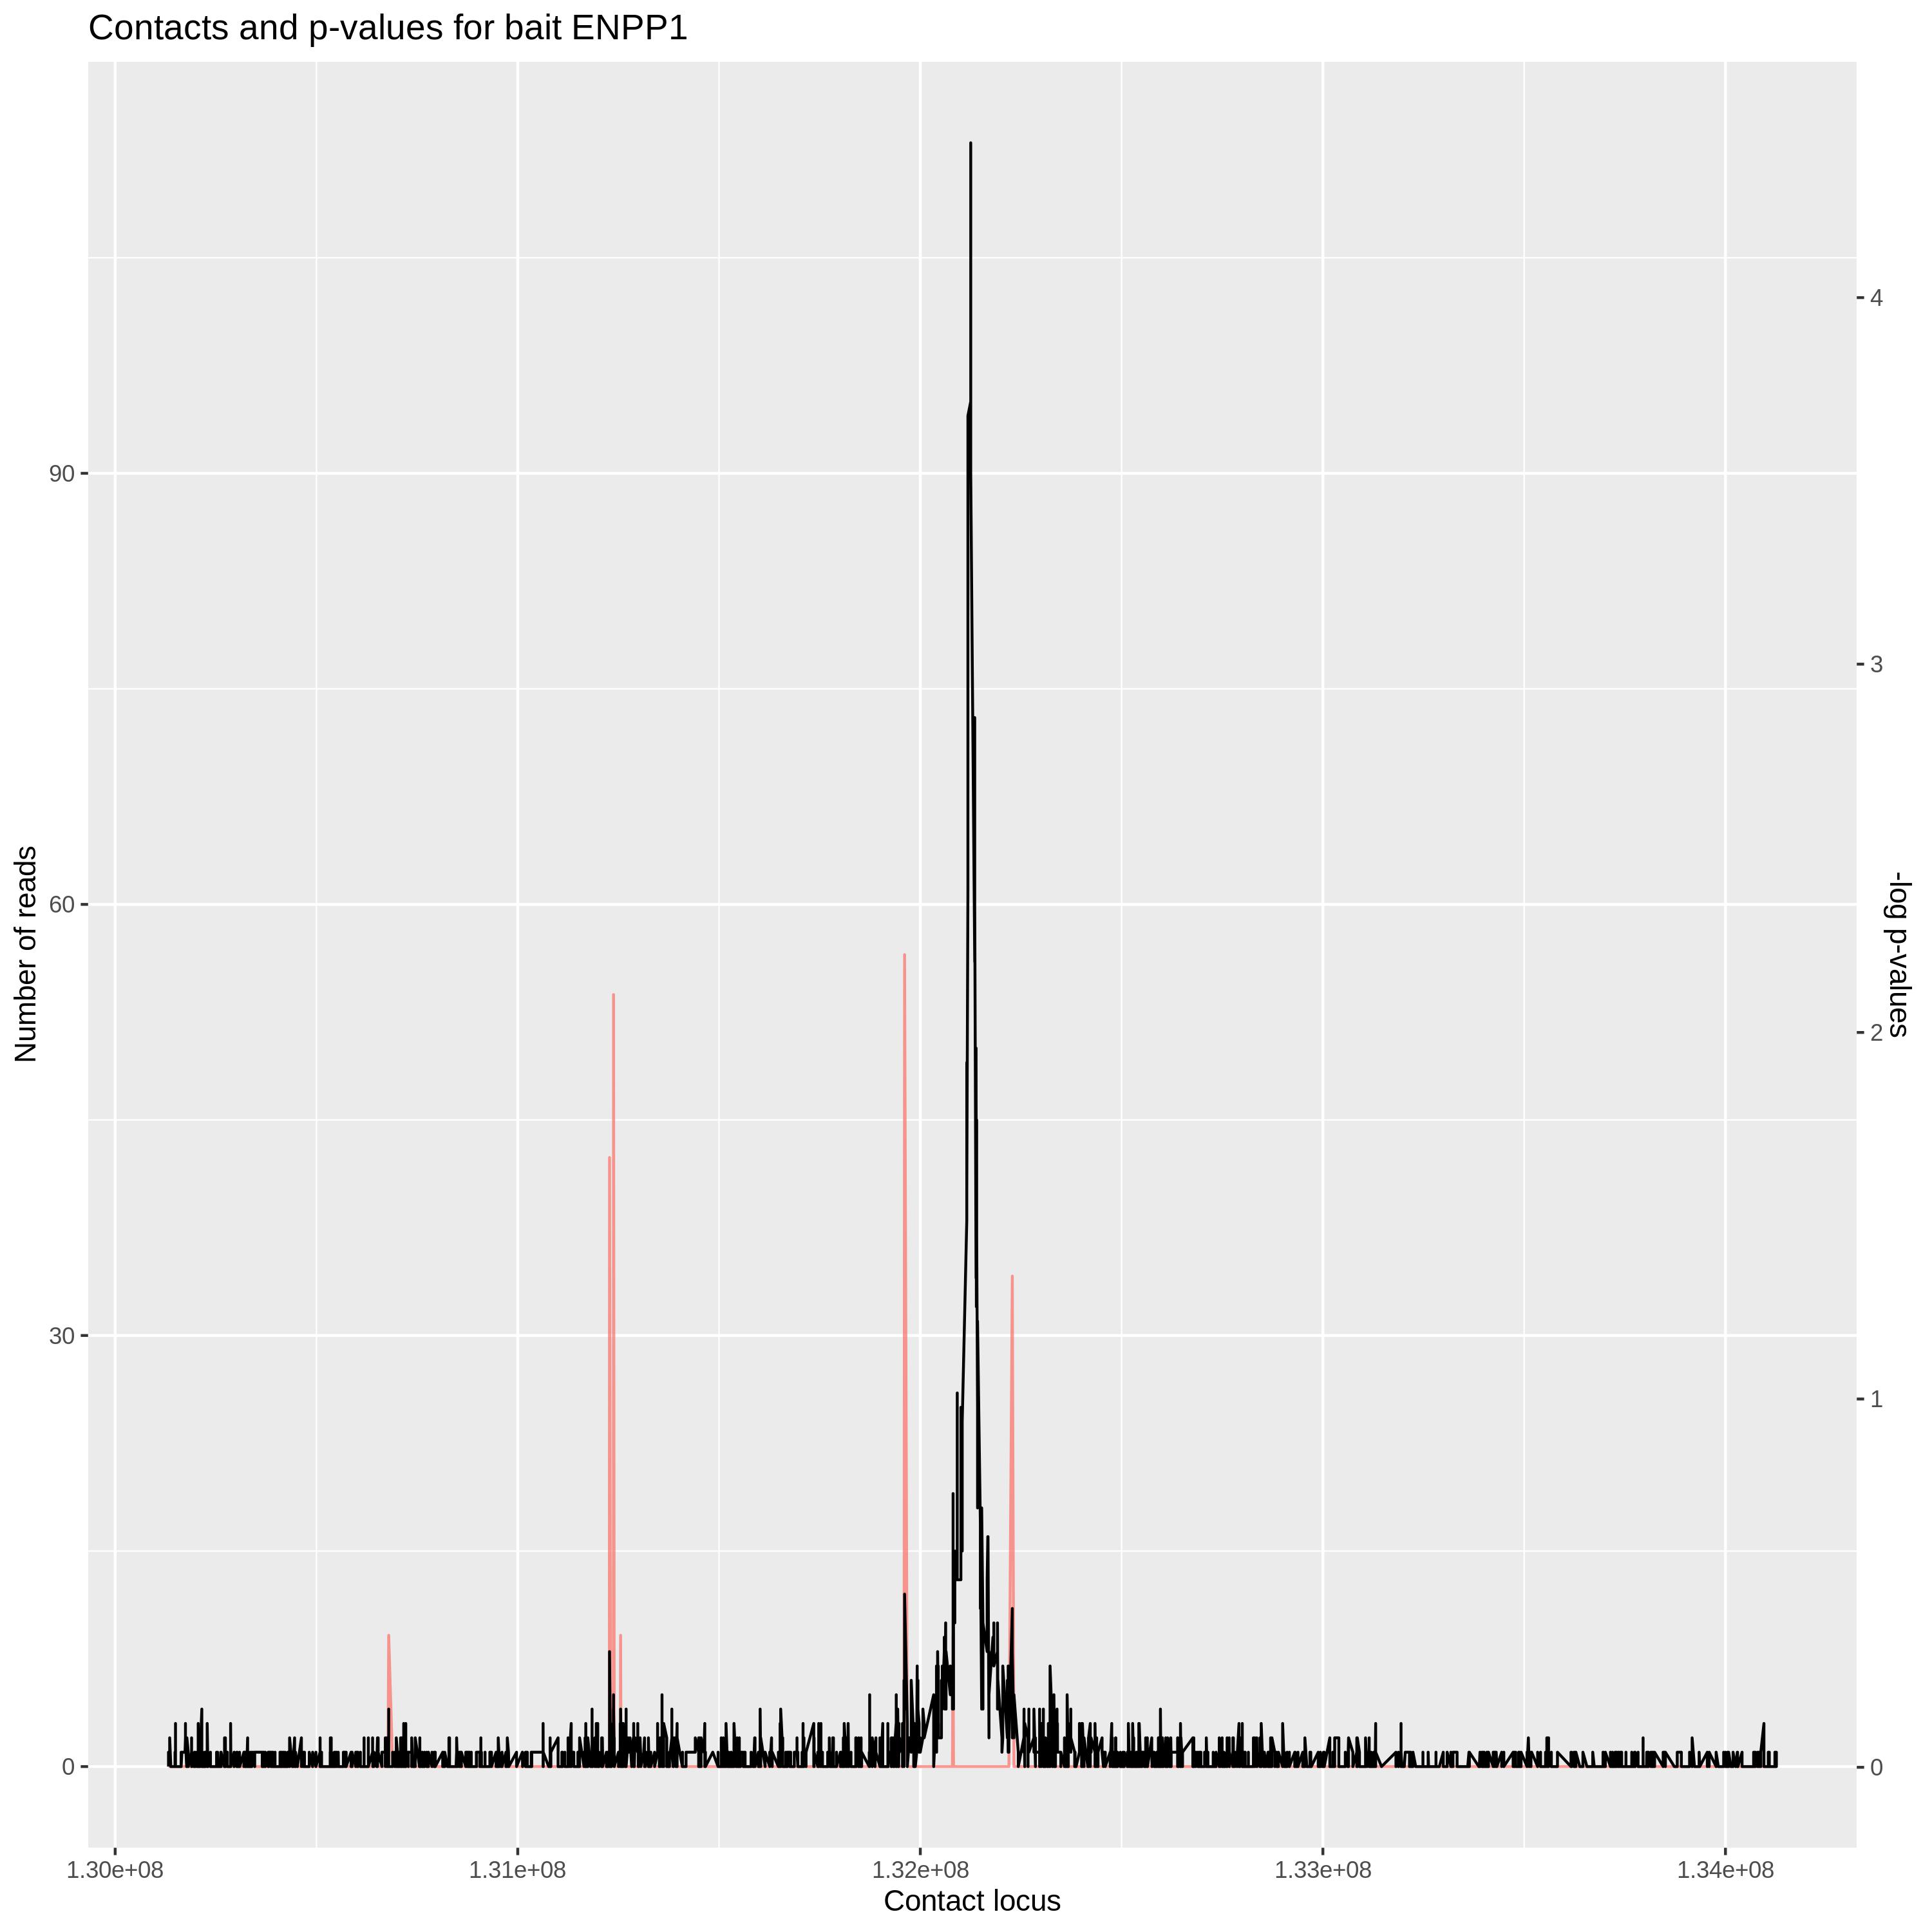 Contacts and p-values for bait ENPP1
90
60
30
0
Number of reads
4
3
2
1
0
-log p-values
1.30e+08
1.31e+08
1.32e+08
1.33e+08
1.34e+08
Contact locus